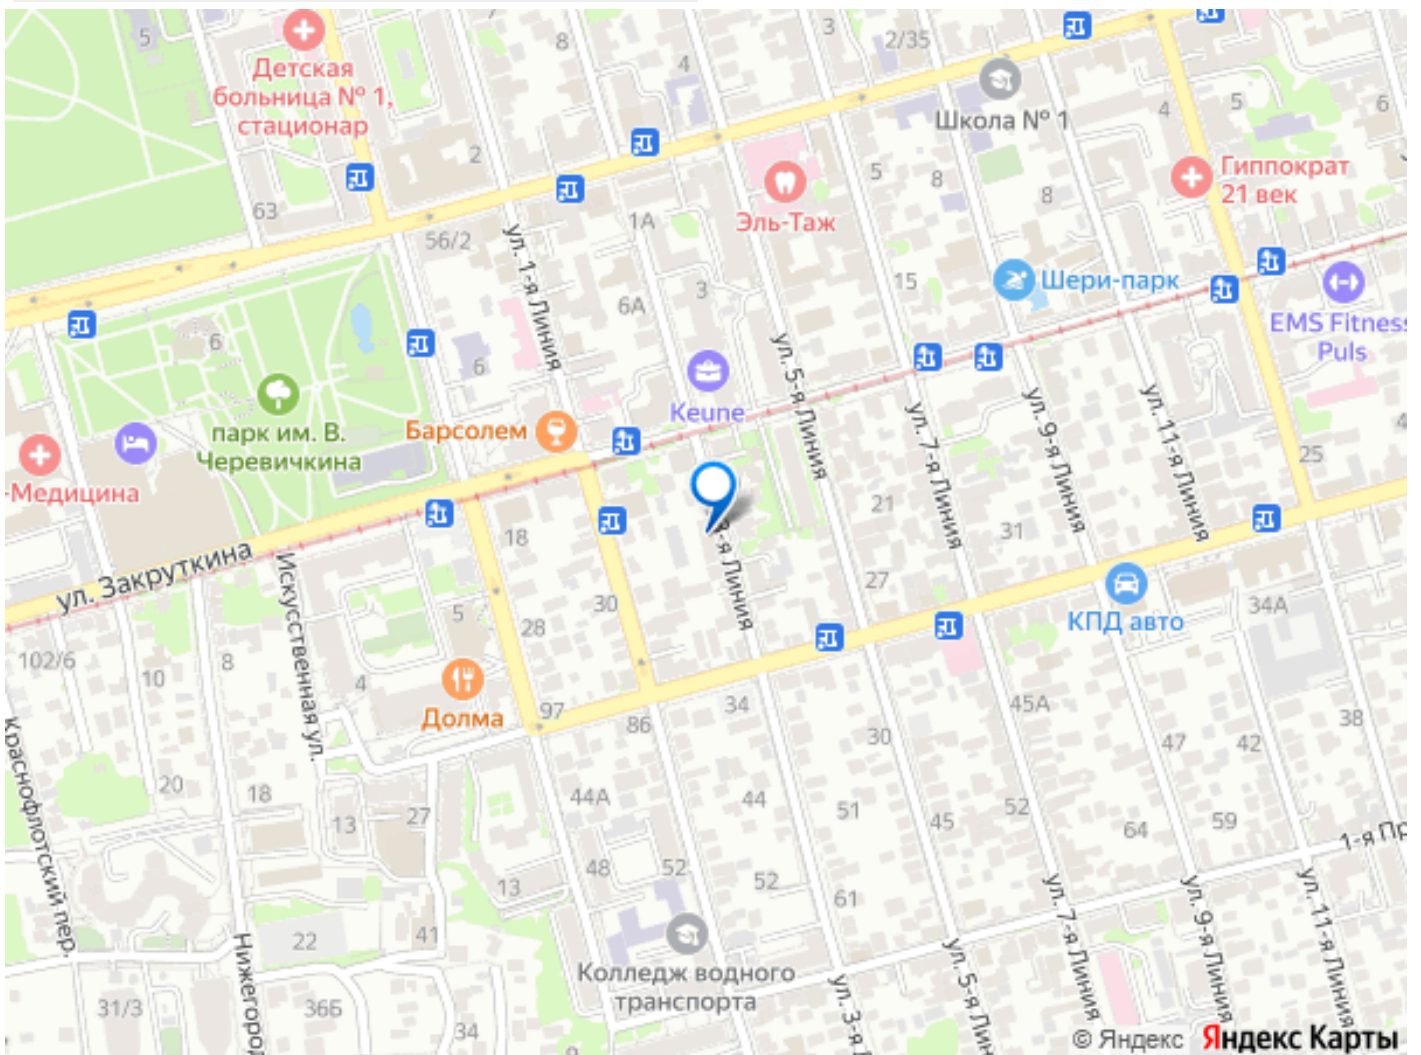 5
8
3
2/35
4
Детская
больница № 1,
стационар
Школа № 1
4
5
6
2
5
8
8
Гиппократ
21 век
63
56/2
1А
Эль-Таж
ул. 1-я Линия
6А
3
15
Шери-парк
EMS Fitness
Puls
6
6
ул. 5-я Линия
Keune
парк им. В.
Черевичкина
Барсолем
ул. 7-я Линия
ул. 9-я Линия
ул. 11-я Линия
4
25
-Медицина
21
31
18
3-я Линия
ул. Закруткина
Искусственная ул.
5
30
28
27
КПД авто
34А
102/6
8
10
4
Долма
97
86
34
30
45А
47
42
38
Краснофлотский пер.
20
18
13
27
44А
44
51
45
52
64
59
1-я Пр
48
52
52
13
61
ул. 7-я Линия
ул. 9-я Линия
ул. 11-я Линия
22
41
Нижегород
Колледж водного
транспорта
ул. 3-я Л
ул. 5-я Лин
31/3
36Б
34
9
© Яндекс Яндекс Карты